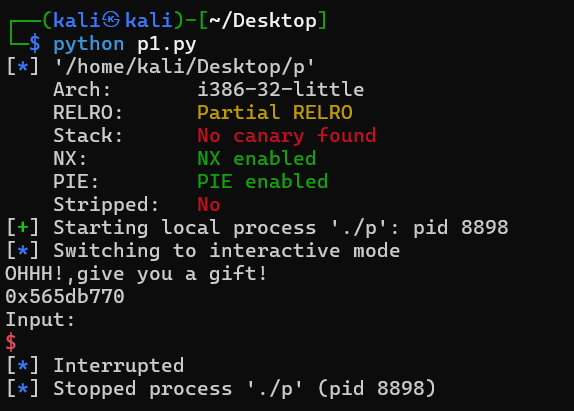 ┌──(kali㉿kali)-[~/Desktop]
└─$ python p1.py
[*] '/home/kali/Desktop/p'
    Arch:       i386-32-little
    RELRO:      Partial RELRO
    Stack:      No canary found
    NX:         NX enabled
    PIE:        PIE enabled
    Stripped:   No
[+] Starting local process './p': pid 8898
[*] Switching to interactive mode
OHHH!,give you a gift!
0x565db770
Input:
$
[*] Interrupted
[*] Stopped process './p' (pid 8898)